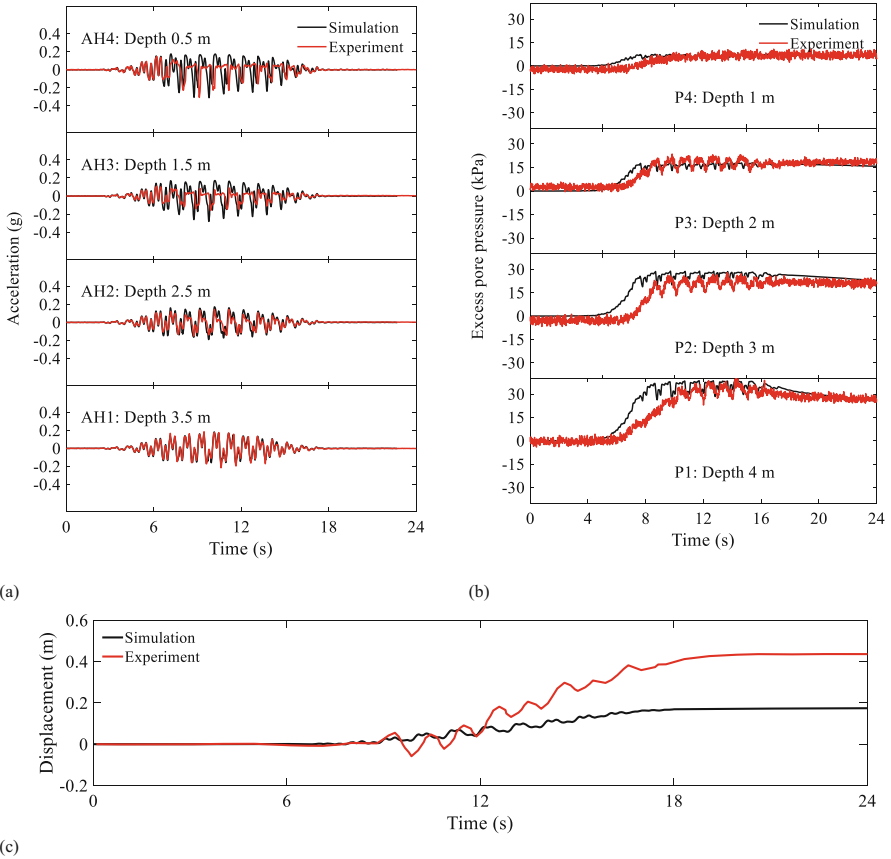 Simulation
Experiment
AH4: Depth 0.5 m
0.4
0.2
0
-0.2
-0.4
AH3: Depth 1.5 m
0.4
0.2
0
-0.2
-0.4
AH2: Depth 2.5 m
0.4
0.2
0
-0.2
-0.4
AH1: Depth 3.5 m
0.4
0.2
0
-0.2
-0.4
Acceleration (g)
0 6 12 18 24
Time (s)
(a)
Simulation
Experiment
30
15
0
-15
-30
P4: Depth 1 m
30
15
0
-15
-30
P3: Depth 2 m
30
15
0
-15
-30
P2: Depth 3 m
30
15
0
-15
-30
P1: Depth 4 m
Excess pore pressure (kPa)
0 4 8 12 16 20 24
Time (s)
(b)
Simulation
Experiment
0.6
0.4
0.2
0
-0.2
Displacement (m)
0 6 12 18 24
Time (s)
(c)